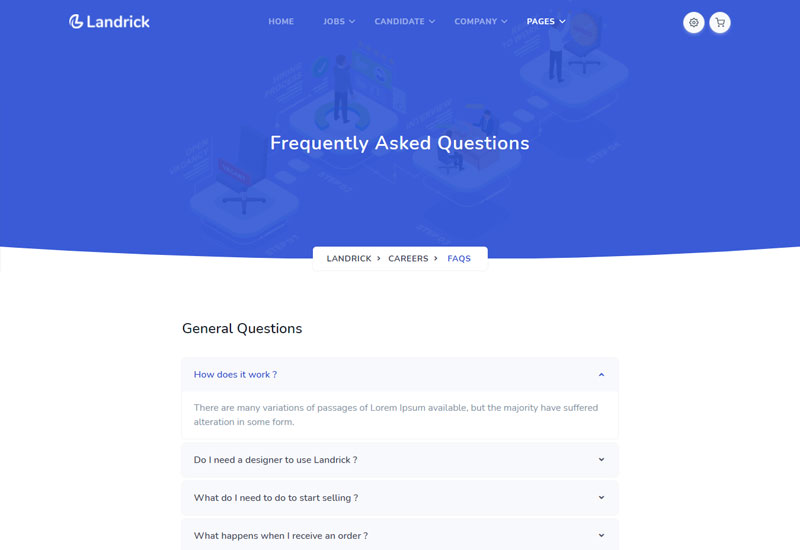 Landrick
HOME JOBS CANDIDATE COMPANY PAGES
Frequently Asked Questions
STEP02
STEP01
LANDRICK CAREERS FAQS
General Questions
How does it work ?
There are many variations of passages of Lorem Ipsum available, but the majority have suffered
alteration in some form.
Do I need a designer to use Landrick ?
What do I need to do to start selling ?
What happens when I receive an order ?